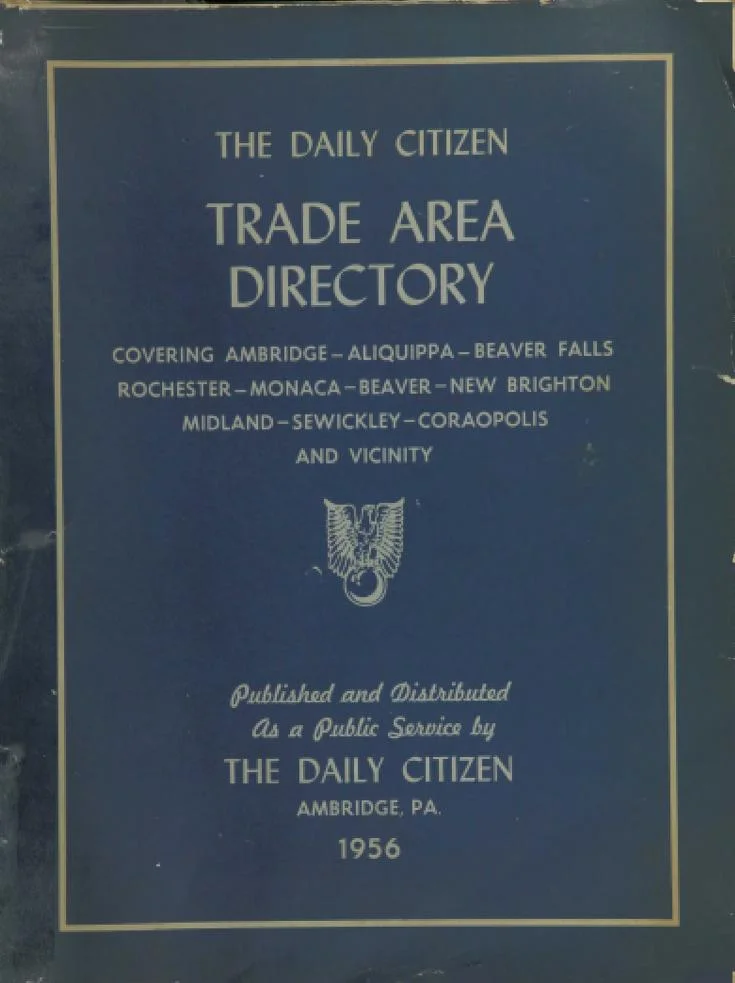 THE DAILY CITIZEN
TRADE AREA
DIRECTORY
COVERING AMBRIDGE – ALIQUIPPA – BEAVER FALLS
ROCHESTER – MONACA – BEAVER – NEW BRIGHTON
MIDLAND – SEWICKLEY – CORAOPOLIS
AND VICINITY
Published and Distributed
As a Public Service by
THE DAILY CITIZEN
AMBRIDGE, PA.
1956